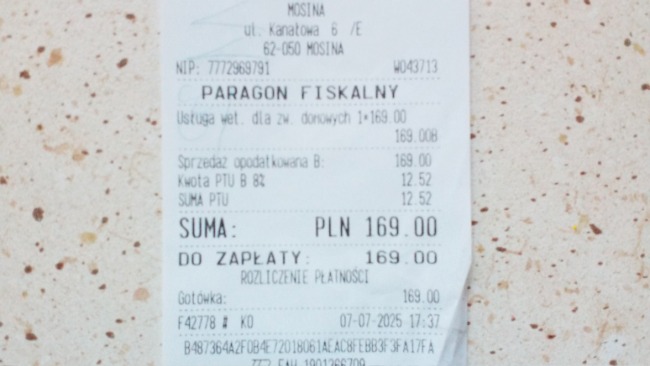 MOSINA
ul. Kanałowa 6 /E
62-050 MOSINA
NIP: 7772969791 W043713
PARAGON FISKALNY
Usługa wet. dla zw. donowych 1*169.00
169.00B
Sprzedaż opodatkowana B: 169.00
Kwota PTU B 8% 12.52
SUMA PTU 12.52
SUMA: PLN 169.00
DO ZAPŁATY: 169.00
ROZLICZENIE PŁATNOŚCI
Gotówka: 169.00
F42778 # KO 07-07-2025 17:37
B487364A2F0B4E72018061AEAC8FEBB3F3FA17FA